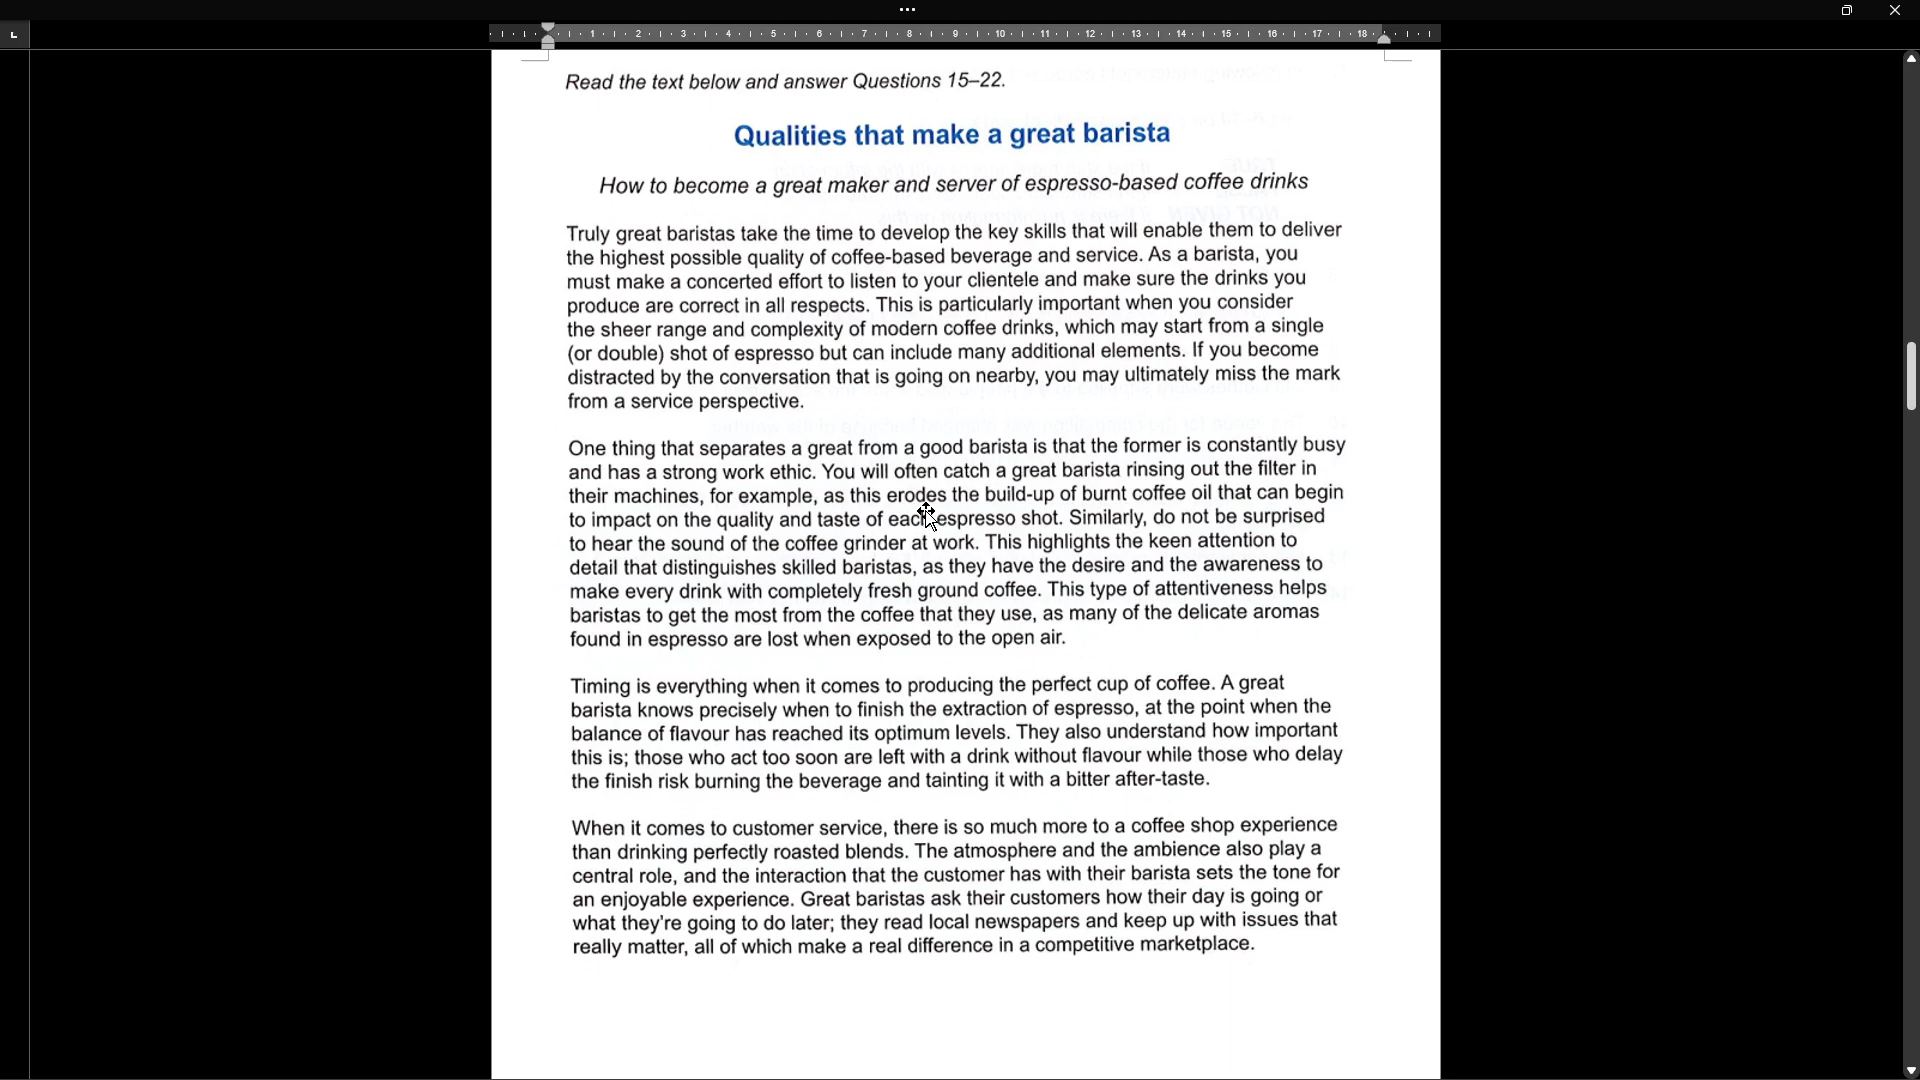 1 2 3 4 5 6 7 8 9 10 11 12 13 14 15 16 17 18
Read the text below and answer Questions 15–22.
Qualities that make a great barista
How to become a great maker and server of espresso-based coffee drinks
Truly great baristas take the time to develop the key skills that will enable them to deliver
the highest possible quality of coffee-based beverage and service. As a barista, you
must make a concerted effort to listen to your clientele and make sure the drinks you
produce are correct in all respects. This is particularly important when you consider
the sheer range and complexity of modern coffee drinks, which may start from a single
(or double) shot of espresso but can include many additional elements. If you become
distracted by the conversation that is going on nearby, you may ultimately miss the mark
from a service perspective.
One thing that separates a great from a good barista is that the former is constantly busy
and has a strong work ethic. You will often catch a great barista rinsing out the filter in
their machines, for example, as this erodes the build-up of burnt coffee oil that can begin
to impact on the quality and taste of each espresso shot. Similarly, do not be surprised
to hear the sound of the coffee grinder at work. This highlights the keen attention to
detail that distinguishes skilled baristas, as they have the desire and the awareness to
make every drink with completely fresh ground coffee. This type of attentiveness helps
baristas to get the most from the coffee that they use, as many of the delicate aromas
found in espresso are lost when exposed to the open air.
Timing is everything when it comes to producing the perfect cup of coffee. A great
barista knows precisely when to finish the extraction of espresso, at the point when the
balance of flavour has reached its optimum levels. They also understand how important
this is; those who act too soon are left with a drink without flavour while those who delay
the finish risk burning the beverage and tainting it with a bitter after-taste.
When it comes to customer service, there is so much more to a coffee shop experience
than drinking perfectly roasted blends. The atmosphere and the ambience also play a
central role, and the interaction that the customer has with their barista sets the tone for
an enjoyable experience. Great baristas ask their customers how their day is going or
what they're going to do later; they read local newspapers and keep up with issues that
really matter, all of which make a real difference in a competitive marketplace.